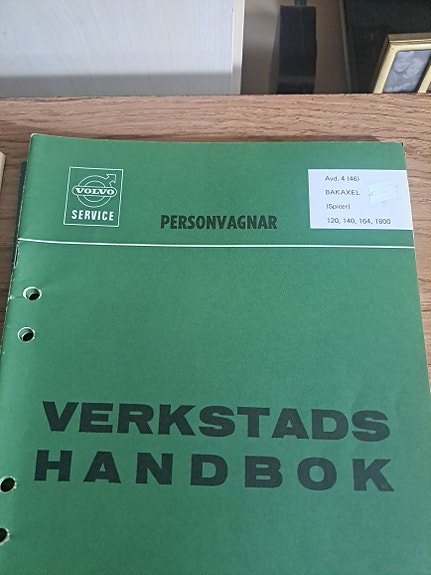 VOLVO
SERVICE
PERSONVAGNAR
Avd. 4 (46)
BAKAXEL
(Spicer)
120, 140, 164, 1800
VERKSTADS
HANDBOK